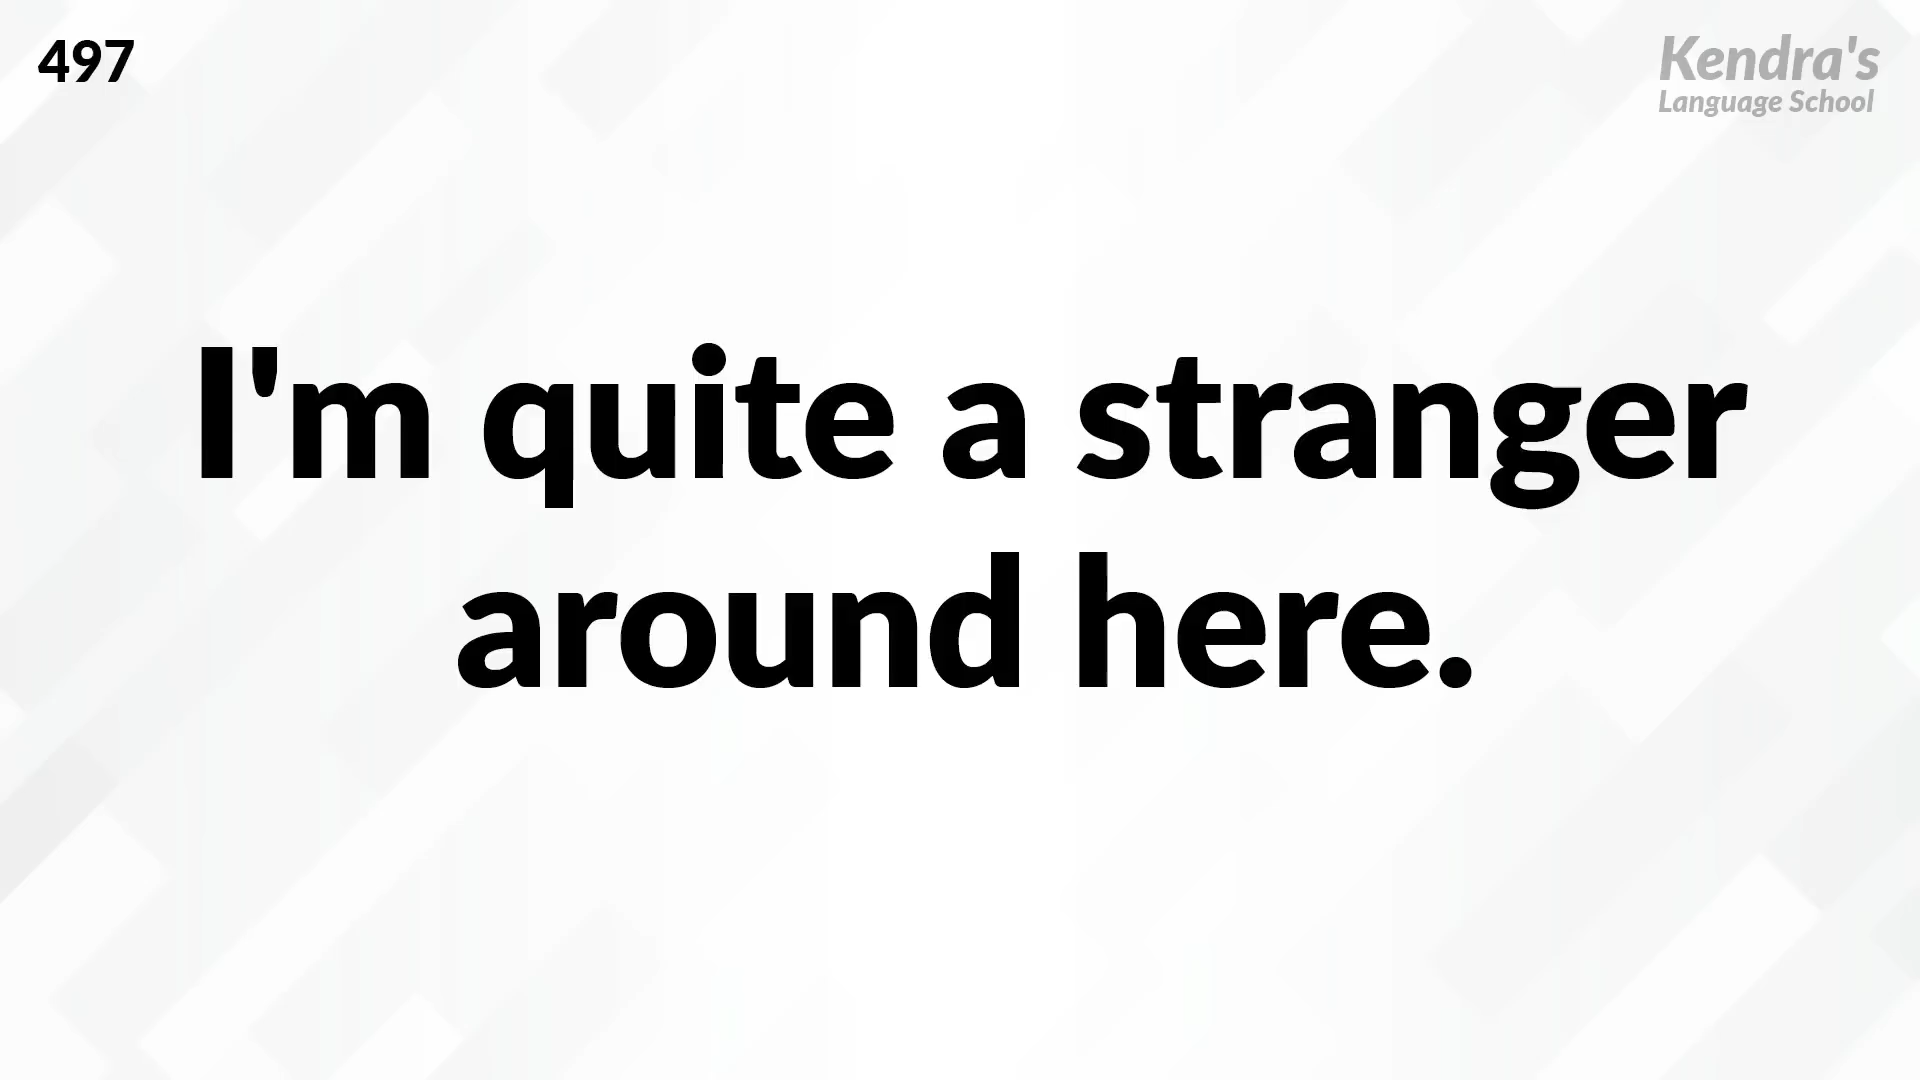 497
Kendra's
Language School
I'm quite a stranger
around here.